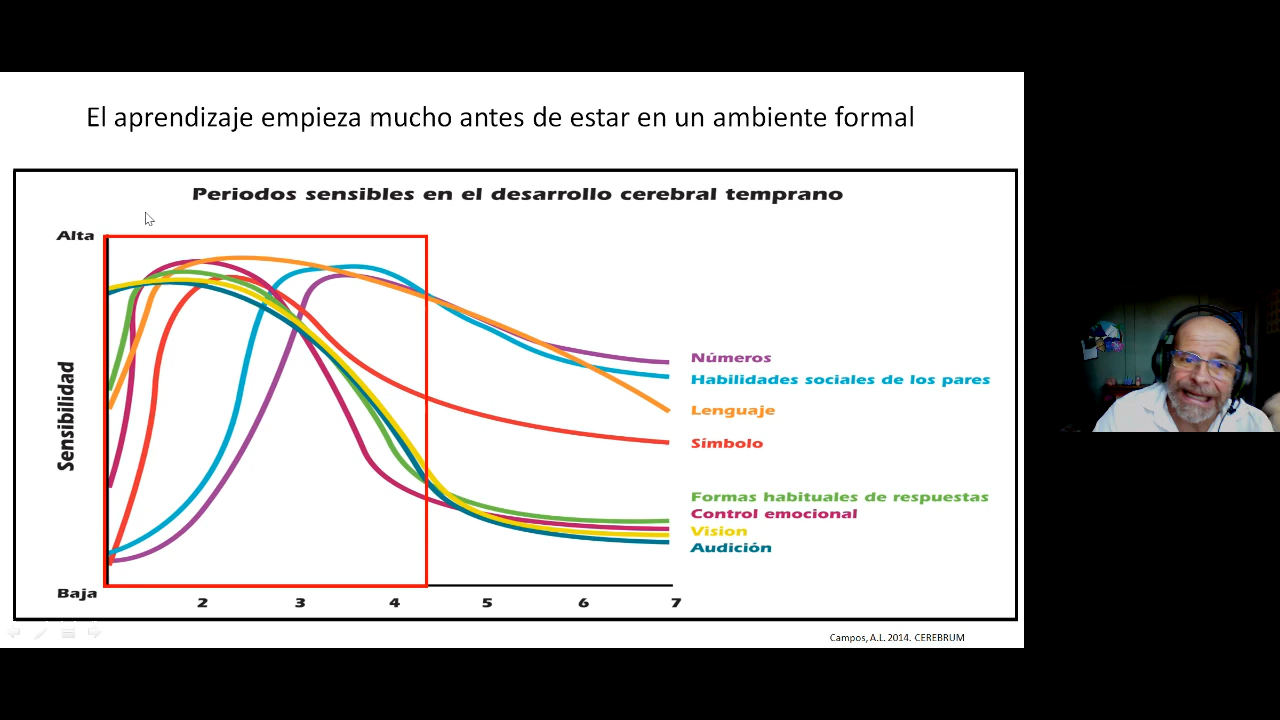 El aprendizaje empieza mucho antes de estar en un ambiente formal
Periodos sensibles en el desarrollo cerebral temprano
Alta
Sensibilidad
Números
Habilidades sociales de los pares
Lenguaje
Símbolo
Formas habituales de respuestas
Control emocional
Vision
Audición
Baja
2 3 4 5 6 7
Campos, A.L. 2014. CEREBRUM